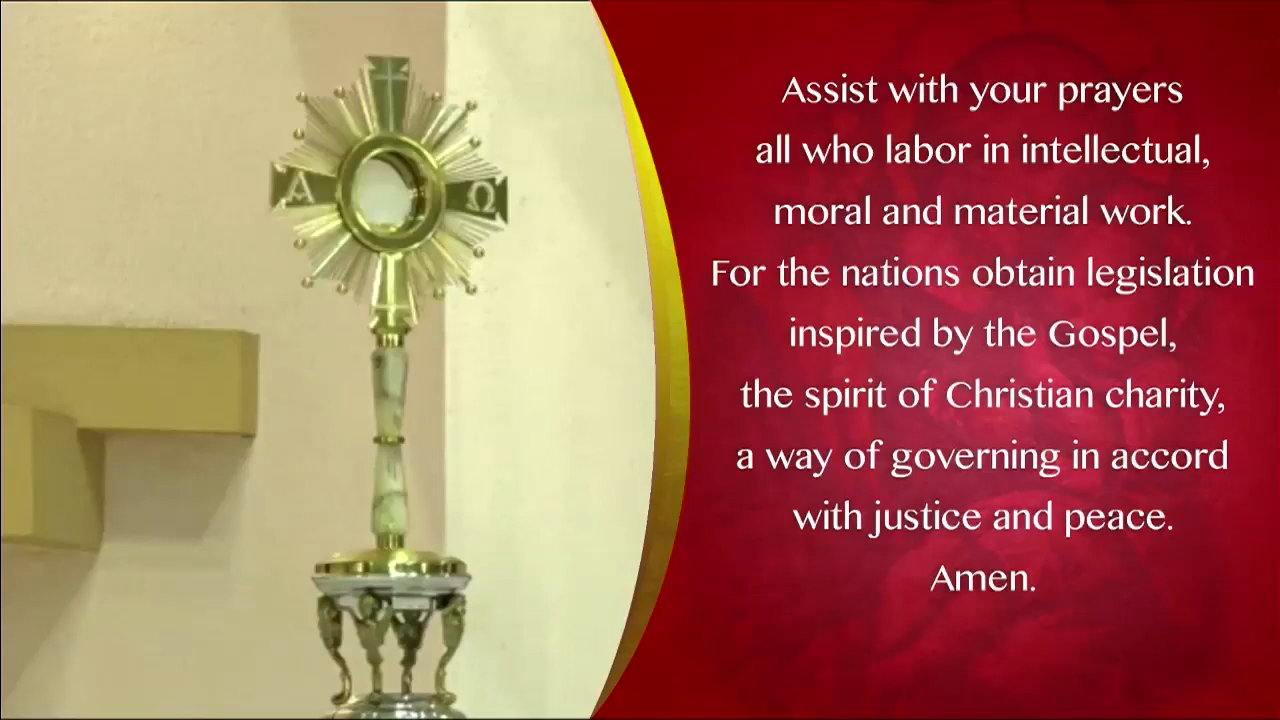 Α Ω
Assist with your prayers
all who labor in intellectual,
moral and material work.
For the nations obtain legislation
inspired by the Gospel,
the spirit of Christian charity,
a way of governing in accord
with justice and peace.
Amen.